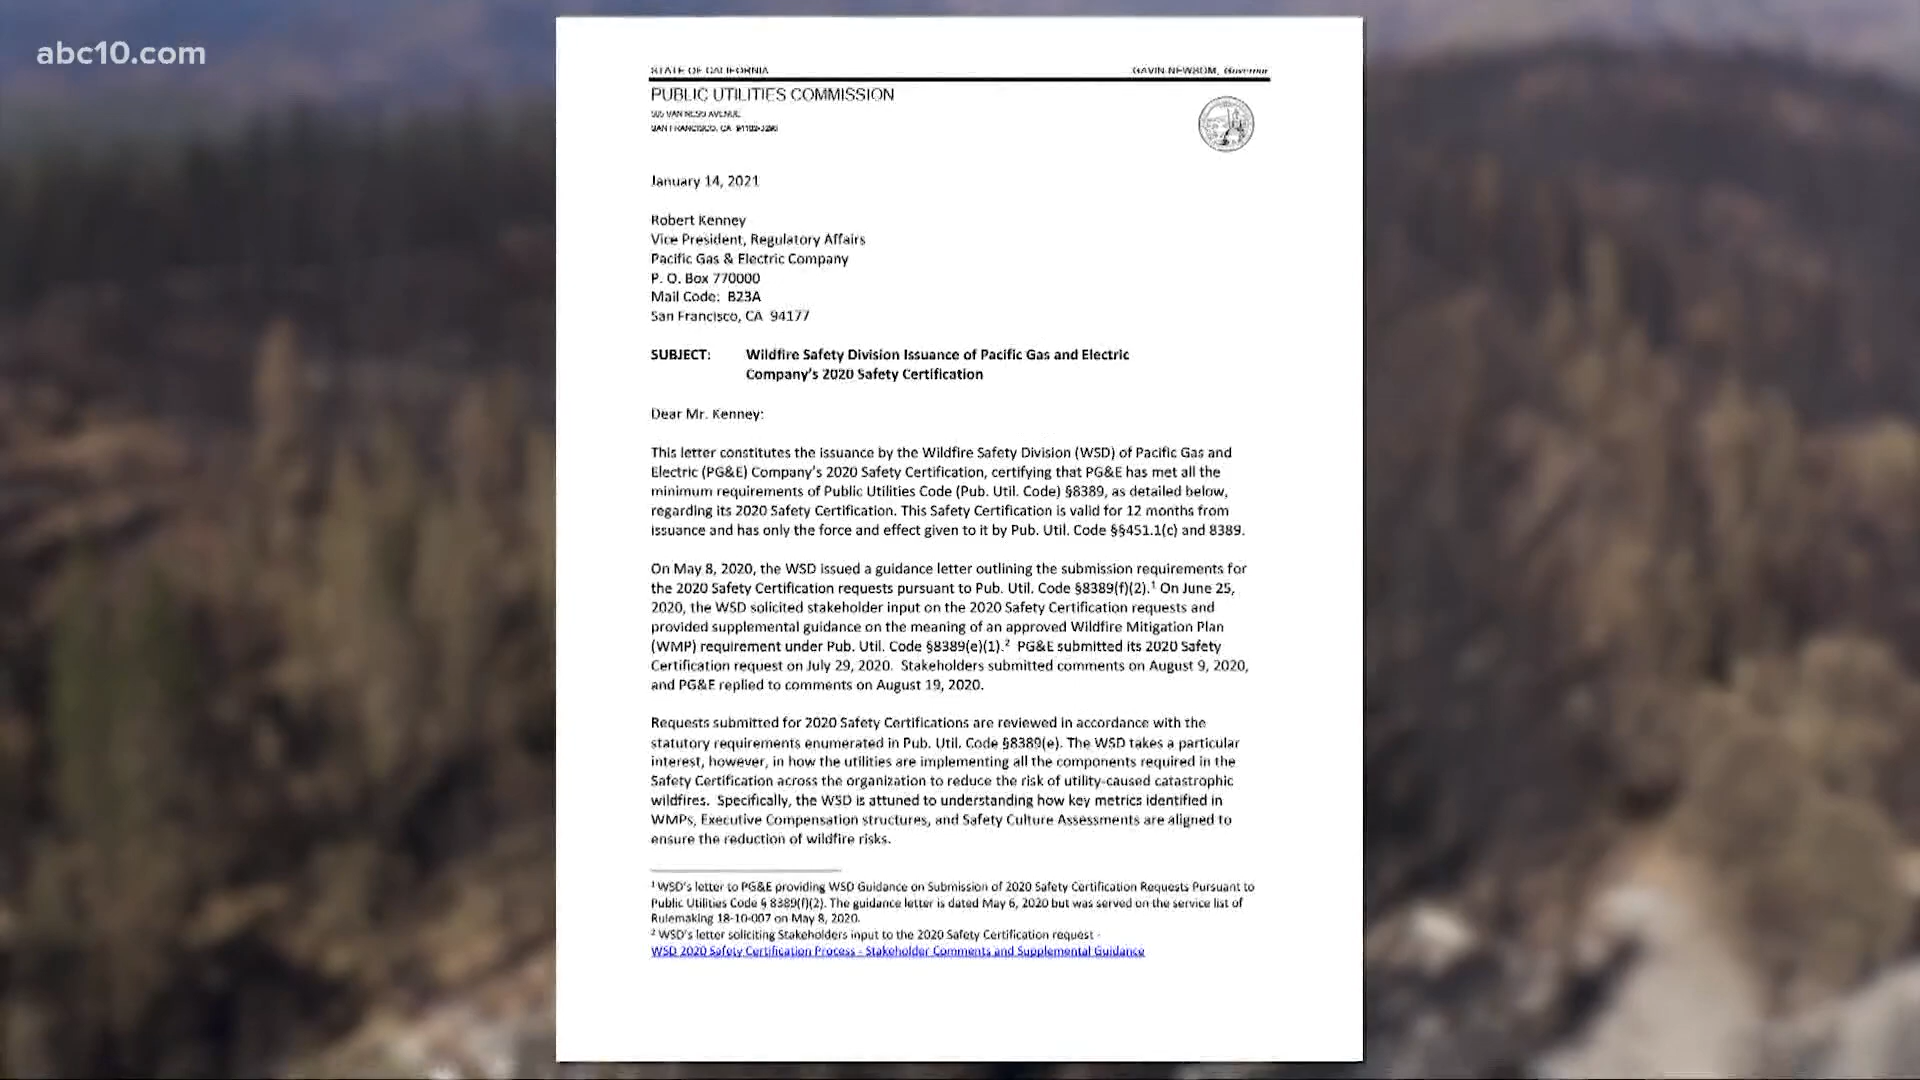 abc10.com
STATE OF CALIFORNIA
GAVIN NEWSOM, Governor
PUBLIC UTILITIES COMMISSION
505 VAN NESS AVENUE
SAN FRANCISCO, CA 94102-3298
January 14, 2021
Robert Kenney
Vice President, Regulatory Affairs
Pacific Gas & Electric Company
P. O. Box 770000
Mail Code: B23A
San Francisco, CA 94177
SUBJECT: Wildfire Safety Division Issuance of Pacific Gas and Electric
Company's 2020 Safety Certification
Dear Mr. Kenney:
This letter constitutes the issuance by the Wildfire Safety Division (WSD) of Pacific Gas and
Electric (PG&E) Company's 2020 Safety Certification, certifying that PG&E has met all the
minimum requirements of Public Utilities Code (Pub. Util. Code) §8389, as detailed below,
regarding its 2020 Safety Certification. This Safety Certification is valid for 12 months from
issuance and has only the force and effect given to it by Pub. Util. Code §§451.1(c) and 8389.
On May 8, 2020, the WSD issued a guidance letter outlining the submission requirements for
the 2020 Safety Certification requests pursuant to Pub. Util. Code §8389(f)(2).¹ On June 25,
2020, the WSD solicited stakeholder input on the 2020 Safety Certification requests and
provided supplemental guidance on the meaning of an approved Wildfire Mitigation Plan
(WMP) requirement under Pub. Util. Code §8389(e)(1).² PG&E submitted its 2020 Safety
Certification request on July 29, 2020. Stakeholders submitted comments on August 9, 2020,
and PG&E replied to comments on August 19, 2020.
Requests submitted for 2020 Safety Certifications are reviewed in accordance with the
statutory requirements enumerated in Pub. Util. Code §8389(e). The WSD takes a particular
interest, however, in how the utilities are implementing all the components required in the
Safety Certification across the organization to reduce the risk of utility-caused catastrophic
wildfires. Specifically, the WSD is attuned to understanding how key metrics identified in
WMPs, Executive Compensation structures, and Safety Culture Assessments are aligned to
ensure the reduction of wildfire risks.
¹ WSD's letter to PG&E providing WSD Guidance on Submission of 2020 Safety Certification Requests Pursuant to
Public Utilities Code § 8389(f)(2). The guidance letter is dated May 6, 2020 but was served on the service list of
Rulemaking 18-10-007 on May 8, 2020.
² WSD's letter soliciting Stakeholders input to the 2020 Safety Certification request -
WSD 2020 Safety Certification Process - Stakeholder Comments and Supplemental Guidance